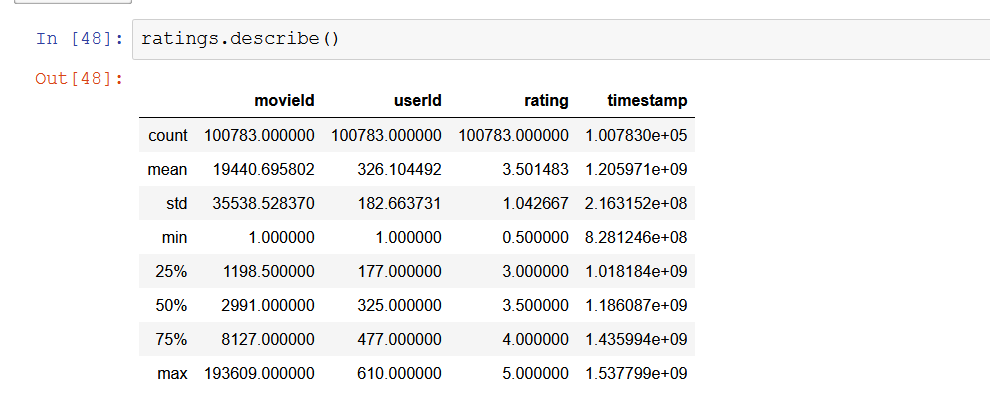 In [48]: ratings.describe()
Out[48]:
movieId userId rating timestamp
count 100783.000000 100783.000000 100783.000000 1.007830e+05
mean 19440.695802 326.104492 3.501483 1.205971e+09
std 35538.528370 182.663731 1.042667 2.163152e+08
min 1.000000 1.000000 0.500000 8.281246e+08
25% 1198.500000 177.000000 3.000000 1.018184e+09
50% 2991.000000 325.000000 3.500000 1.186087e+09
75% 8127.000000 477.000000 4.000000 1.435994e+09
max 193609.000000 610.000000 5.000000 1.537799e+09